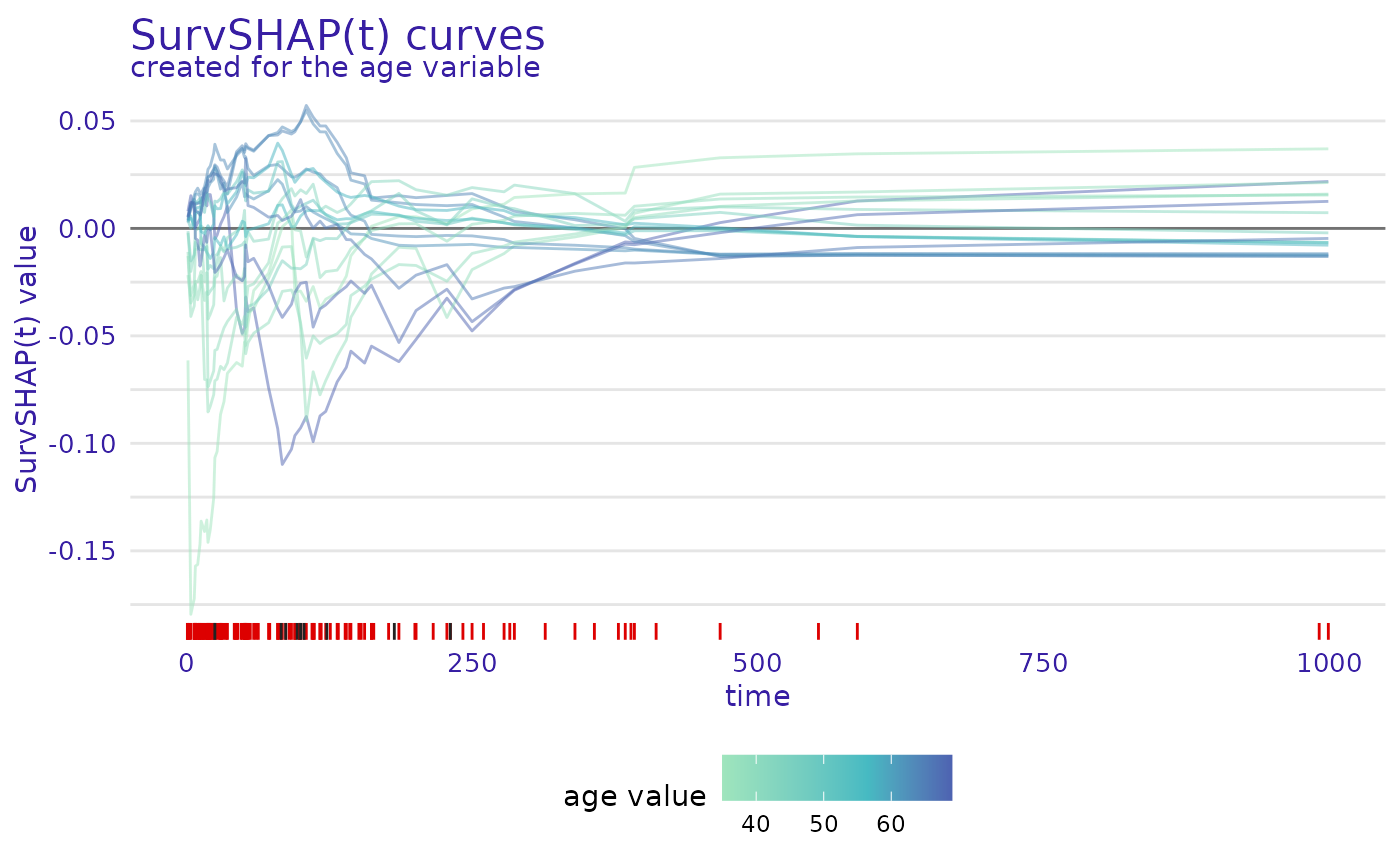 SurvSHAP(t) curves
created for the age variable
SurvSHAP(t) value
0.05
0.00
-0.05
-0.10
-0.15
0 250 500 750 1000
time
age value
40 50 60